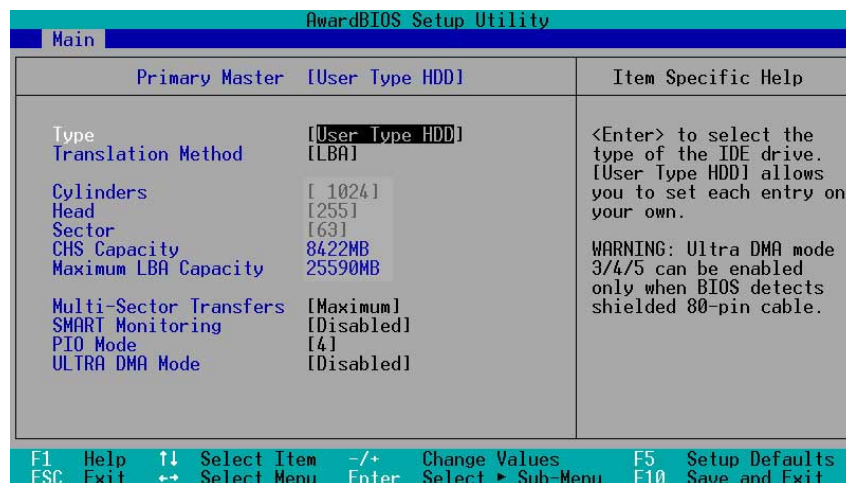 AwardBIOS Setup Utility
Main
Primary Master [User Type HDD]
Item Specific Help
Type [User Type HDD]
Translation Method [LBA]
Cylinders [ 1024]
Head [255]
Sector [63]
CHS Capacity 8422MB
Maximum LBA Capacity 25590MB
Multi-Sector Transfers [Maximum]
SMART Monitoring [Disabled]
PIO Mode [4]
ULTRA DMA Mode [Disabled]
<Enter> to select the
type of the IDE drive.
[User Type HDD] allows
you to set each entry on
your own.
WARNING: Ultra DMA mode
3/4/5 can be enabled
only when BIOS detects
shielded 80-pin cable.
F1 Help ↑↓ Select Item -/+ Change Values F5 Setup Defaults
ESC Exit ←→ Select Menu Enter Select ► Sub-Menu F10 Save and Exit